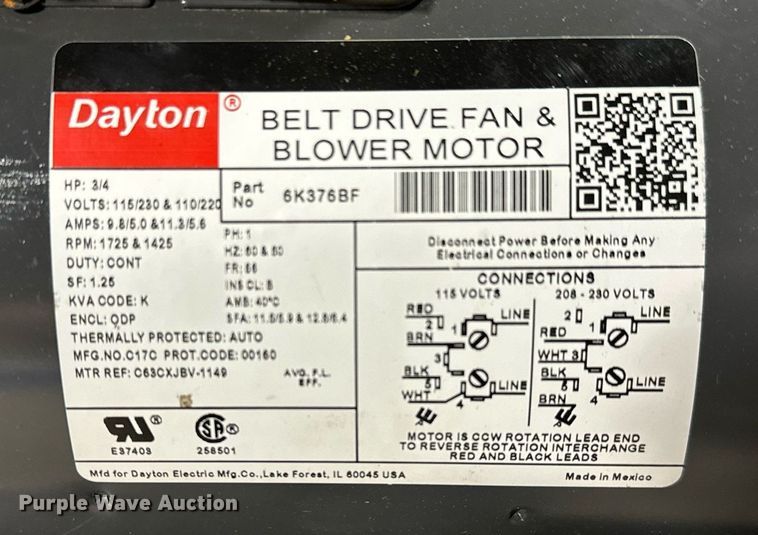 Dayton ®
BELT DRIVE FAN &
BLOWER MOTOR
HP: 3/4
VOLTS: 115/230 & 110/220
AMPS: 9.8/5.0 & 11.3/5.6
RPM: 1725 & 1425
DUTY: CONT
SF: 1.25
KVA CODE: K
ENCL: ODP
THERMALLY PROTECTED: AUTO
MFG.NO.C17C PROT.CODE: 00160
MTR REF: C63CXJBV-1149
AVG. F.L.
EFF.
Part
No
6K376BF
PH: 1
HZ: 60 & 50
FR: 56
INS CL: B
AMB: 40°C
SFA: 11.5/5.9 & 12.8/6.4
Disconnect Power Before Making Any
Electrical Connections or Changes
CONNECTIONS
115 VOLTS
RED
2
1
LINE
BRN
3
BLK
5
LINE
WHT
4
208 - 230 VOLTS
2
1
LINE
RED
WHT 3
BLK
5
LINE
BRN
4
MOTOR IS CCW ROTATION LEAD END
TO REVERSE ROTATION INTERCHANGE
RED AND BLACK LEADS
E37403
SA
258501
Mfd for Dayton Electric Mfg.Co.,Lake Forest, IL 60045 USA
Made in Mexico
Purple Wave Auction